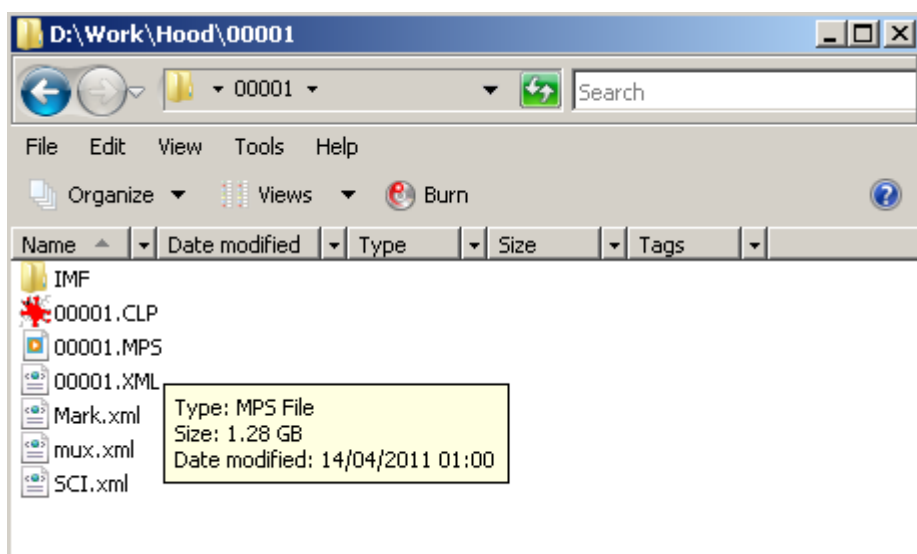 D:\Work\Hood\00001
00001 Search
File Edit View Tools Help
Organize Views Burn
Name Date modified Type Size Tags
IMF
00001.CLP
00001.MPS
00001.XML
Mark.xml
mux.xml
SCI.xml
Type: MPS File
Size: 1.28 GB
Date modified: 14/04/2011 01:00